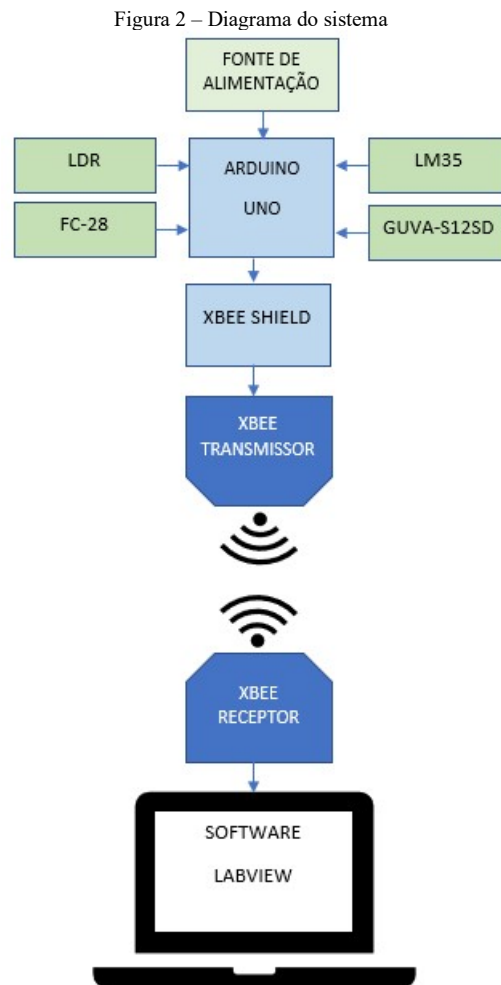 Figura 2 – Diagrama do sistema
FONTE DE
ALIMENTAÇÃO
LDR
ARDUINO
UNO
LM35
FC-28
GUVA-S12SD
XBEE SHIELD
XBEE
TRANSMISSOR
XBEE
RECEPTOR
SOFTWARE
LABVIEW